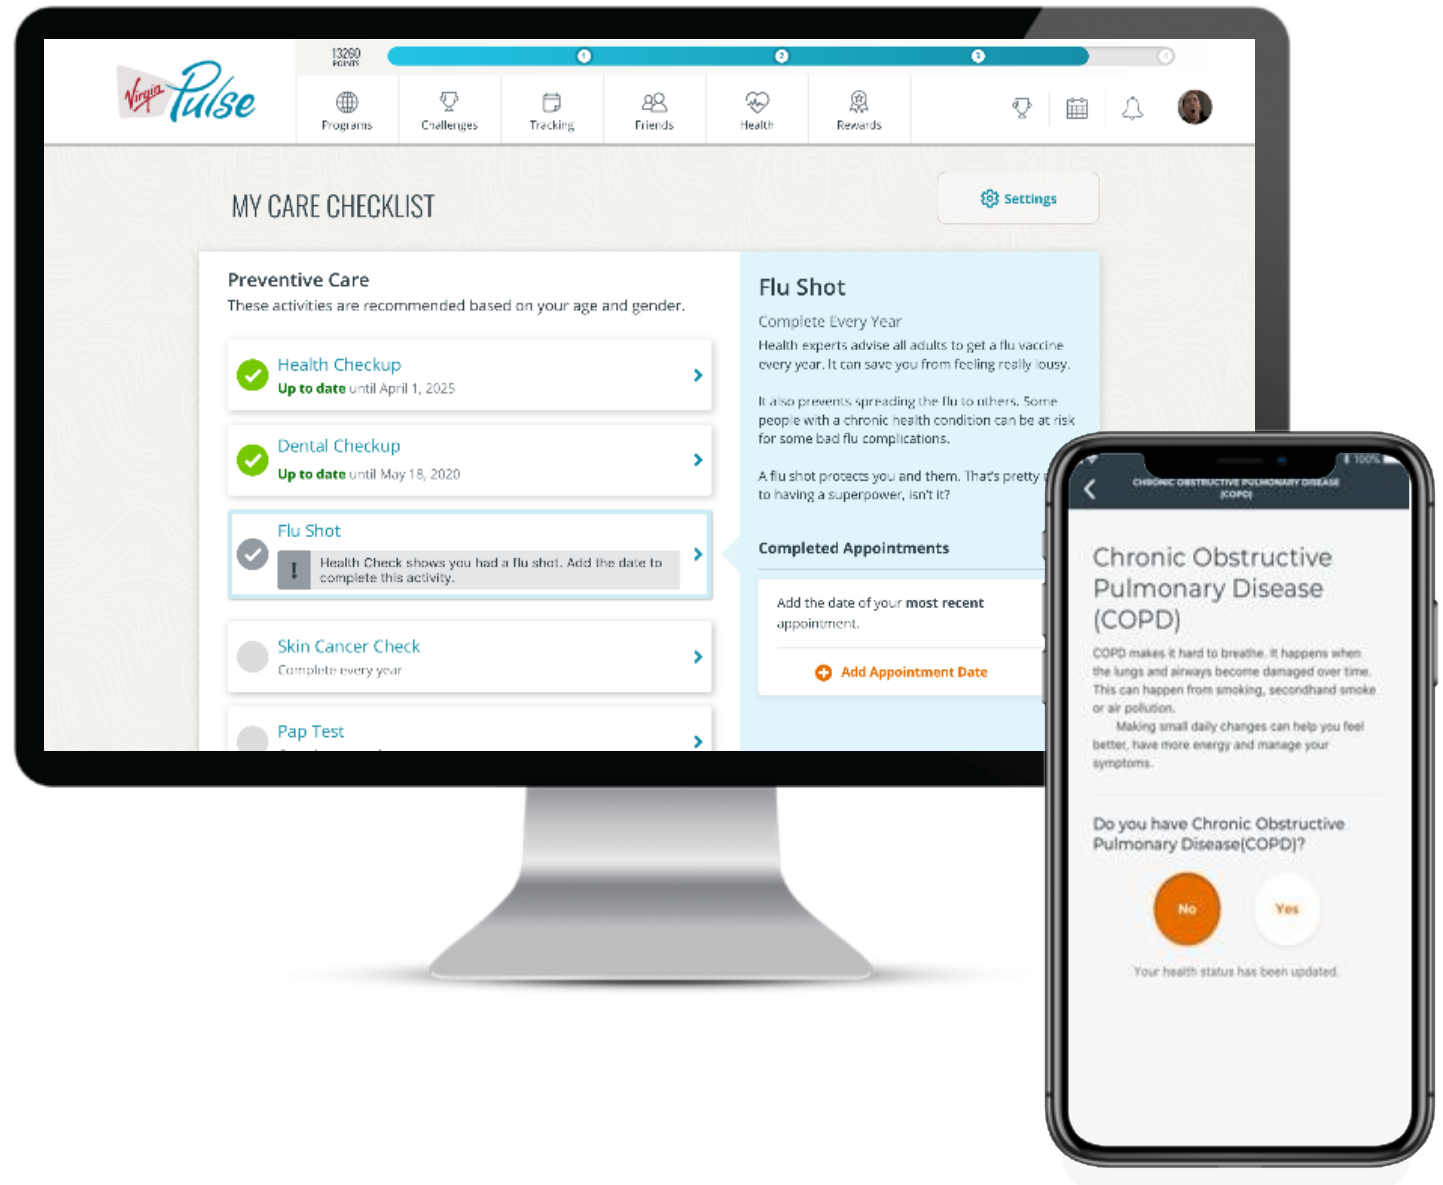 Virgin Pulse
13260
POINTS
1
2
3
4
Programs
Challenges
Tracking
Friends
Health
Rewards
MY CARE CHECKLIST
Settings
Preventive Care
These activities are recommended based on your age and gender.
Health Checkup
Up to date until April 1, 2025
Dental Checkup
Up to date until May 18, 2020
Flu Shot
! Health Check shows you had a flu shot. Add the date to
complete this activity.
Skin Cancer Check
Complete every year
Pap Test
Flu Shot
Complete Every Year
Health experts advise all adults to get a flu vaccine
every year. It can save you from feeling really lousy.
It also prevents spreading the flu to others. Some
people with a chronic health condition can be at risk
for some bad flu complications.
A flu shot protects you and them. That's pretty
to having a superpower, isn't it?
Completed Appointments
Add the date of your most recent
appointment.
Add Appointment Date
100%
CHRONIC OBSTRUCTIVE PULMONARY DISEASE
(COPD)
Chronic Obstructive
Pulmonary Disease
(COPD)
COPD makes it hard to breathe. It happens when
the lungs and airways become damaged over time.
This can happen from smoking, secondhand smoke
or air pollution.
Making small daily changes can help you feel
better, have more energy and manage your
symptoms.
Do you have Chronic Obstructive
Pulmonary Disease(COPD)?
No
Yes
Your health status has been updated.